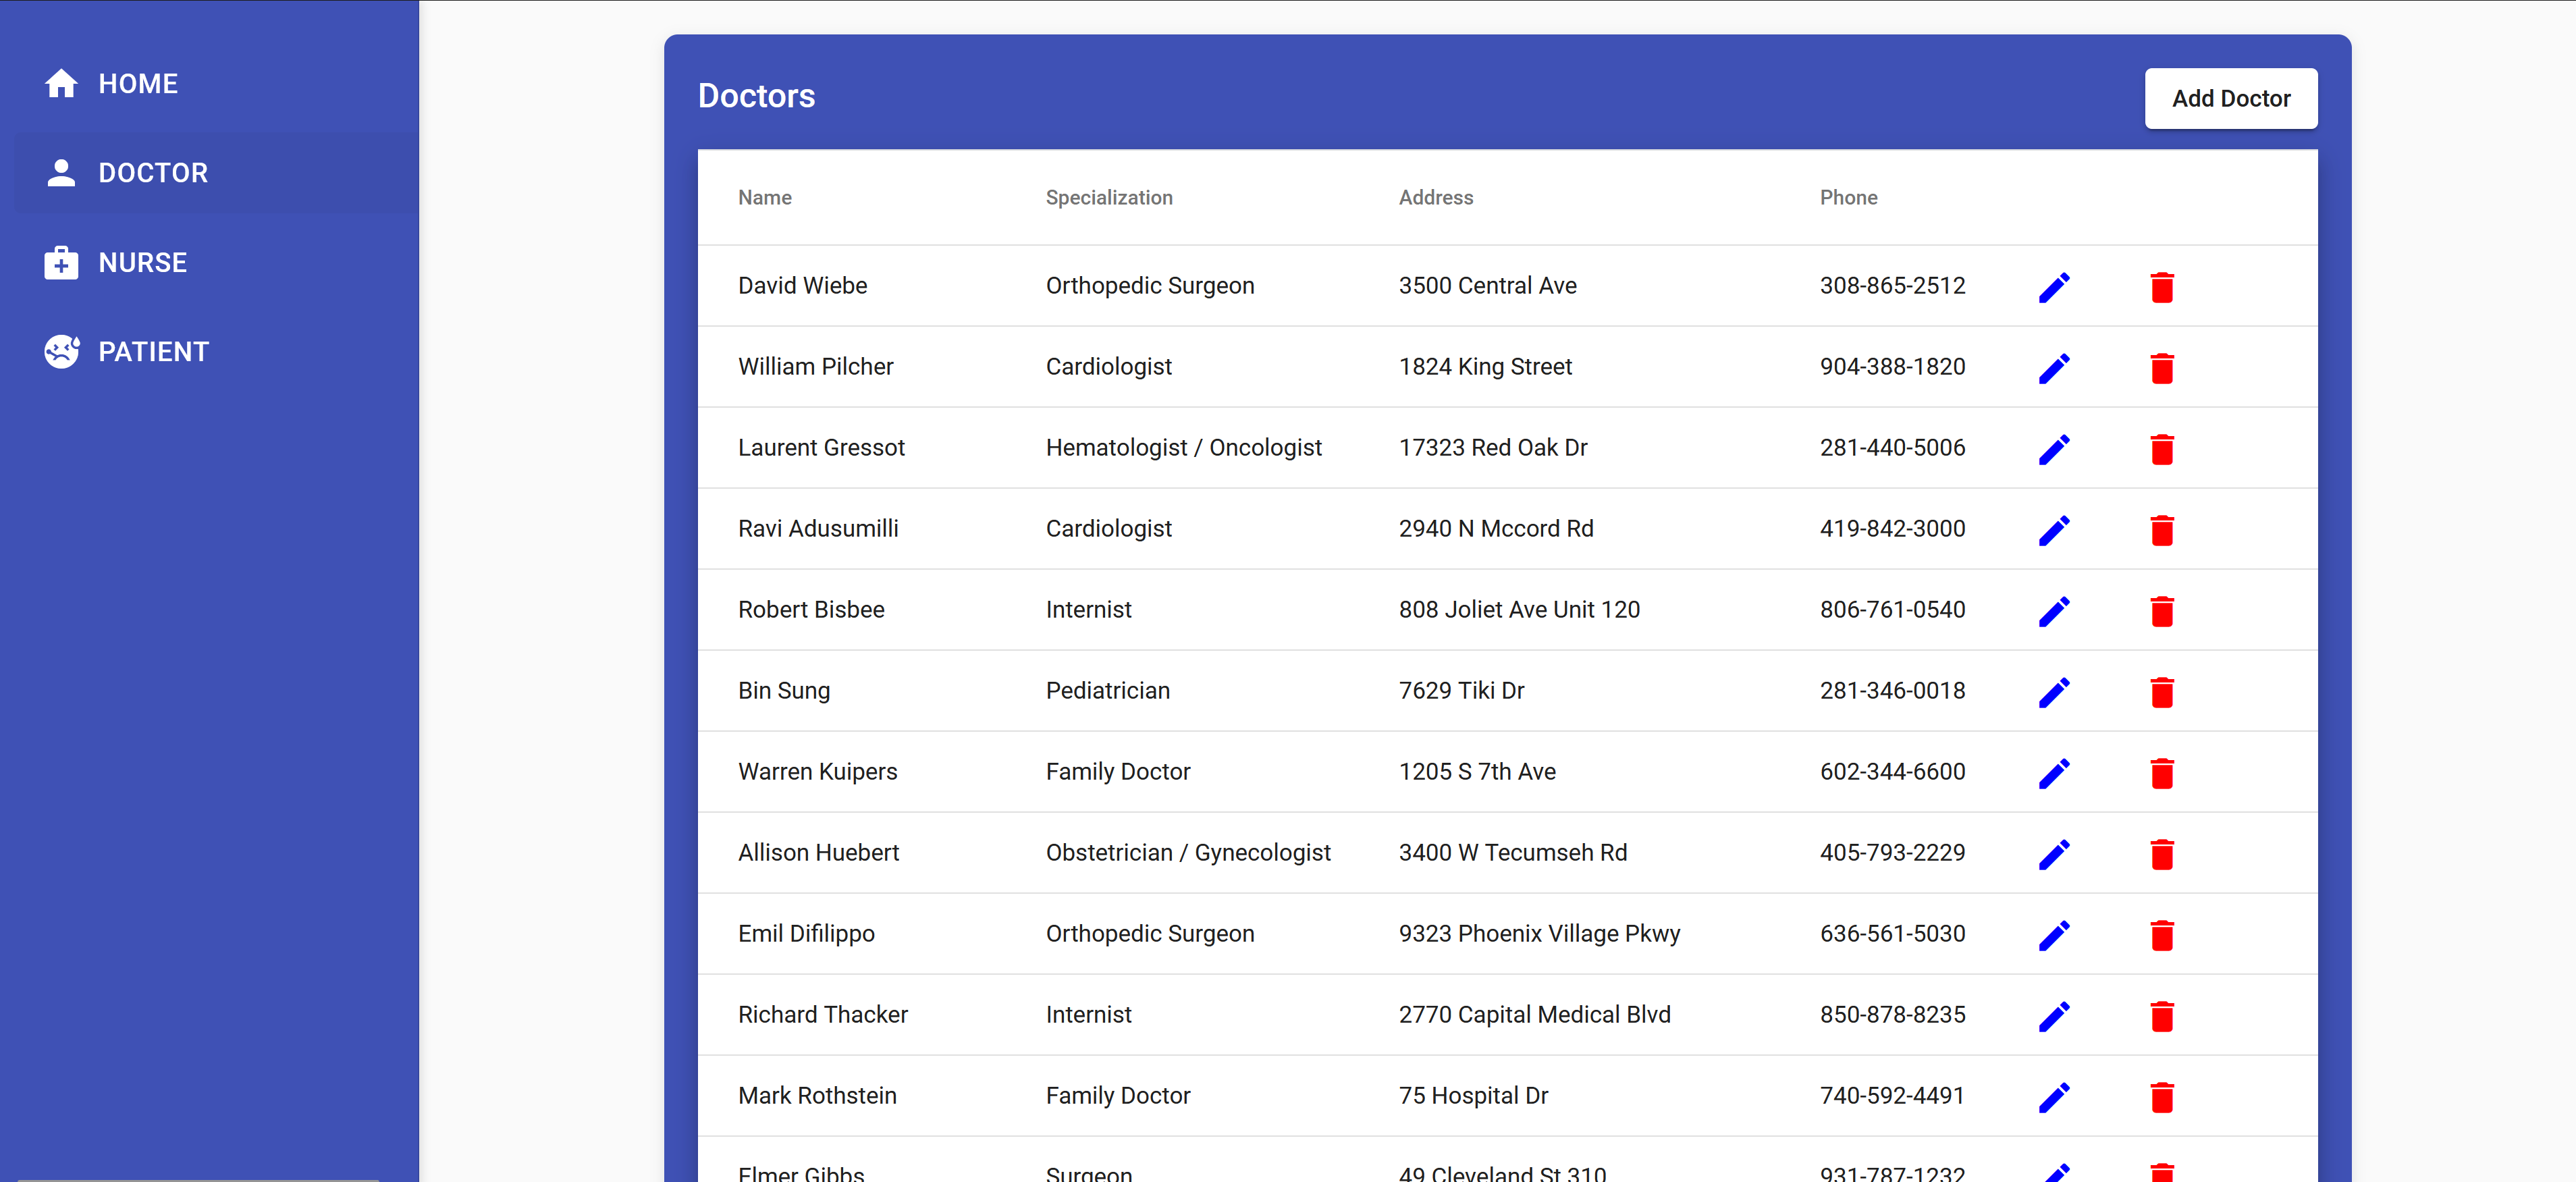 HOME
DOCTOR
NURSE
PATIENT
Doctors
Add Doctor
Name Specialization Address Phone
David Wiebe Orthopedic Surgeon 3500 Central Ave 308-865-2512
William Pilcher Cardiologist 1824 King Street 904-388-1820
Laurent Gressot Hematologist / Oncologist 17323 Red Oak Dr 281-440-5006
Ravi Adusumilli Cardiologist 2940 N Mccord Rd 419-842-3000
Robert Bisbee Internist 808 Joliet Ave Unit 120 806-761-0540
Bin Sung Pediatrician 7629 Tiki Dr 281-346-0018
Warren Kuipers Family Doctor 1205 S 7th Ave 602-344-6600
Allison Huebert Obstetrician / Gynecologist 3400 W Tecumseh Rd 405-793-2229
Emil Difilippo Orthopedic Surgeon 9323 Phoenix Village Pkwy 636-561-5030
Richard Thacker Internist 2770 Capital Medical Blvd 850-878-8235
Mark Rothstein Family Doctor 75 Hospital Dr 740-592-4491
Elmer Gibbs Surgeon 49 Cleveland St 310 931-787-1232